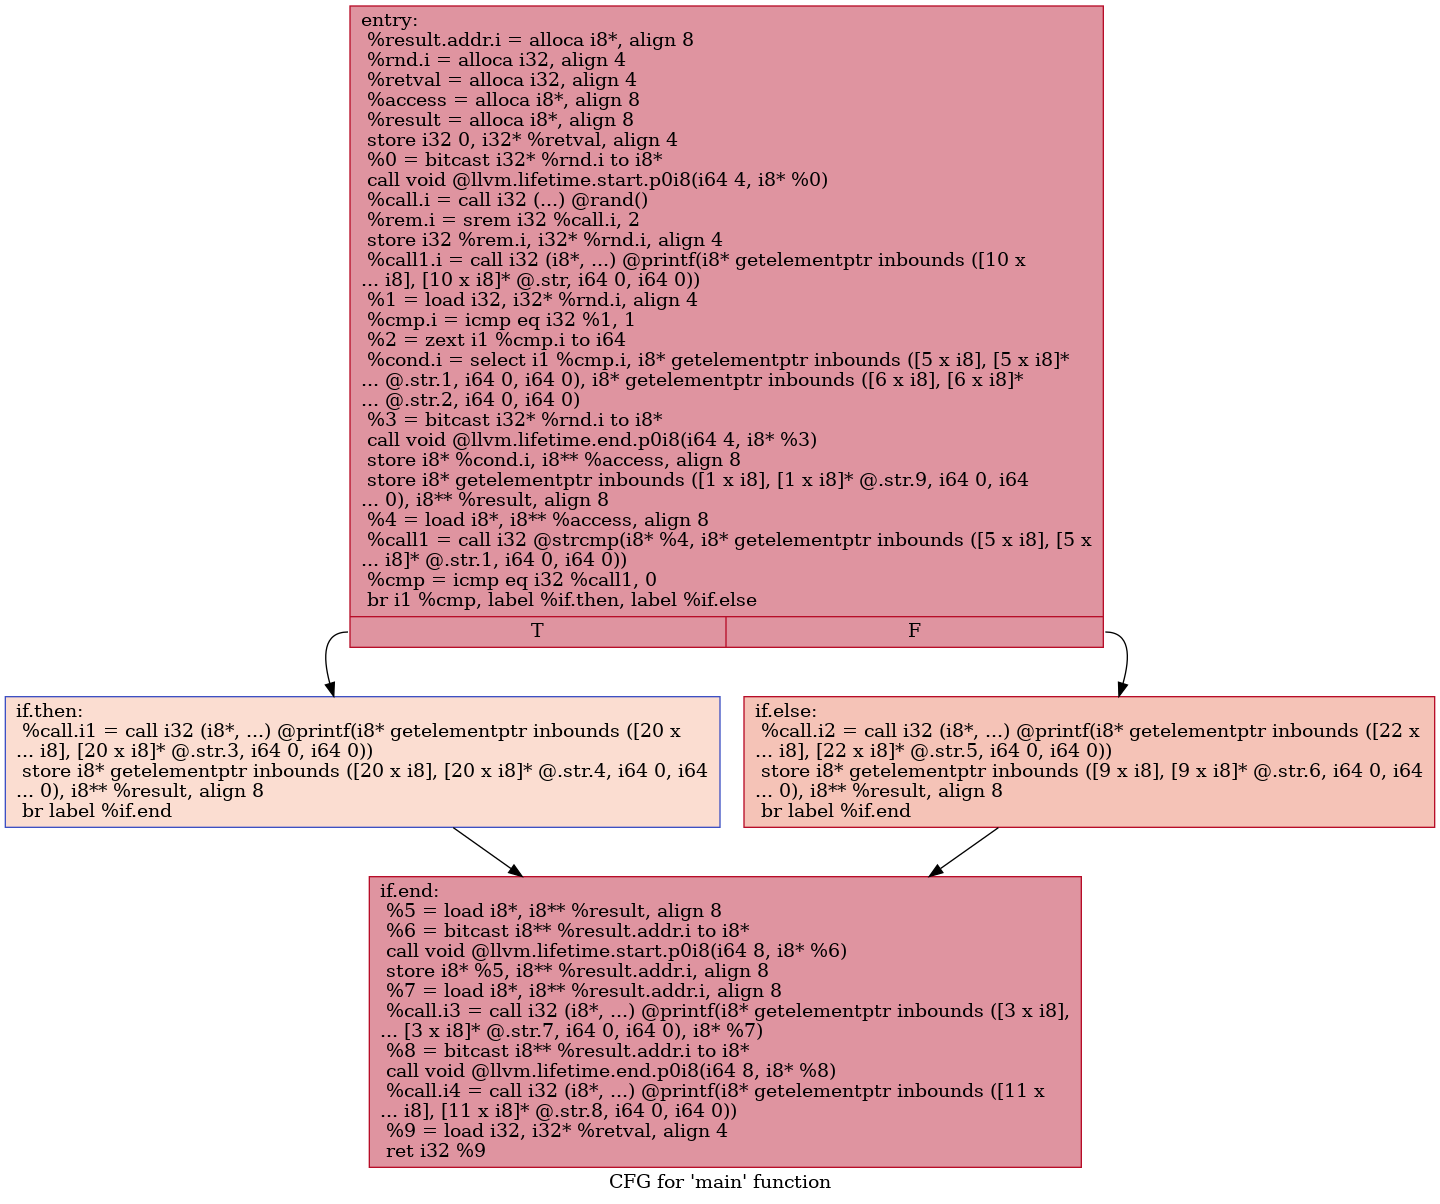 entry:
%result.addr.i = alloca i8*, align 8
%rnd.i = alloca i32, align 4
%retval = alloca i32, align 4
%access = alloca i8*, align 8
%result = alloca i8*, align 8
store i32 0, i32* %retval, align 4
%0 = bitcast i32* %rnd.i to i8*
call void @llvm.lifetime.start.p0i8(i64 4, i8* %0)
%call.i = call i32 (...) @rand()
%rem.i = srem i32 %call.i, 2
store i32 %rem.i, i32* %rnd.i, align 4
%call1.i = call i32 (i8*, ...) @printf(i8* getelementptr inbounds ([10 x
... i8], [10 x i8]* @.str, i64 0, i64 0))
%1 = load i32, i32* %rnd.i, align 4
%cmp.i = icmp eq i32 %1, 1
%2 = zext i1 %cmp.i to i64
%cond.i = select i1 %cmp.i, i8* getelementptr inbounds ([5 x i8], [5 x i8]*
... @.str.1, i64 0, i64 0), i8* getelementptr inbounds ([6 x i8], [6 x i8]*
... @.str.2, i64 0, i64 0)
%3 = bitcast i32* %rnd.i to i8*
call void @llvm.lifetime.end.p0i8(i64 4, i8* %3)
store i8* %cond.i, i8** %access, align 8
store i8* getelementptr inbounds ([1 x i8], [1 x i8]* @.str.9, i64 0, i64
... 0), i8** %result, align 8
%4 = load i8*, i8** %access, align 8
%call1 = call i32 @strcmp(i8* %4, i8* getelementptr inbounds ([5 x i8], [5 x
... i8]* @.str.1, i64 0, i64 0))
%cmp = icmp eq i32 %call1, 0
br i1 %cmp, label %if.then, label %if.else
T
F
if.then:
%call.i1 = call i32 (i8*, ...) @printf(i8* getelementptr inbounds ([20 x
... i8], [20 x i8]* @.str.3, i64 0, i64 0))
store i8* getelementptr inbounds ([20 x i8], [20 x i8]* @.str.4, i64 0, i64
... 0), i8** %result, align 8
br label %if.end
if.else:
%call.i2 = call i32 (i8*, ...) @printf(i8* getelementptr inbounds ([22 x
... i8], [22 x i8]* @.str.5, i64 0, i64 0))
store i8* getelementptr inbounds ([9 x i8], [9 x i8]* @.str.6, i64 0, i64
... 0), i8** %result, align 8
br label %if.end
if.end:
%5 = load i8*, i8** %result, align 8
%6 = bitcast i8** %result.addr.i to i8*
call void @llvm.lifetime.start.p0i8(i64 8, i8* %6)
store i8* %5, i8** %result.addr.i, align 8
%7 = load i8*, i8** %result.addr.i, align 8
%call.i3 = call i32 (i8*, ...) @printf(i8* getelementptr inbounds ([3 x i8],
... [3 x i8]* @.str.7, i64 0, i64 0), i8* %7)
%8 = bitcast i8** %result.addr.i to i8*
call void @llvm.lifetime.end.p0i8(i64 8, i8* %8)
%call.i4 = call i32 (i8*, ...) @printf(i8* getelementptr inbounds ([11 x
... i8], [11 x i8]* @.str.8, i64 0, i64 0))
%9 = load i32, i32* %retval, align 4
ret i32 %9
CFG for 'main' function